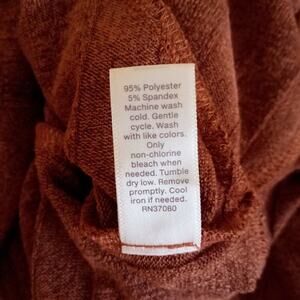 95% Polyester
5% Spandex
Machine wash
cold. Gentle
cycle. Wash
with like colors.
Only
non-chlorine
bleach when
needed. Tumble
dry low. Remove
promptly. Cool
iron if needed.
RN37080